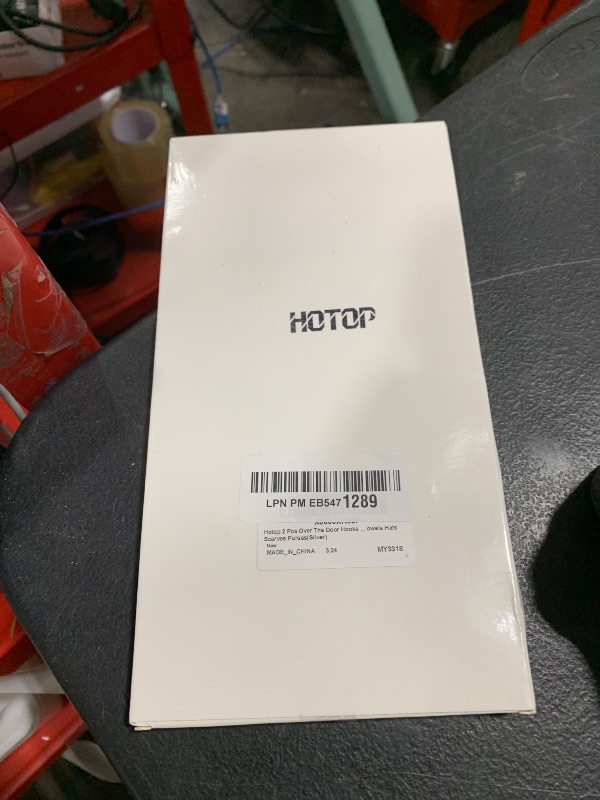 HOTOP
LPN PM EB547 1289
Hotop 2 Pcs Over The Door Hooks ... owels Hats
Scarves Purses(Silver)
New
MADE_IN_CHINA 3.24 MY3318